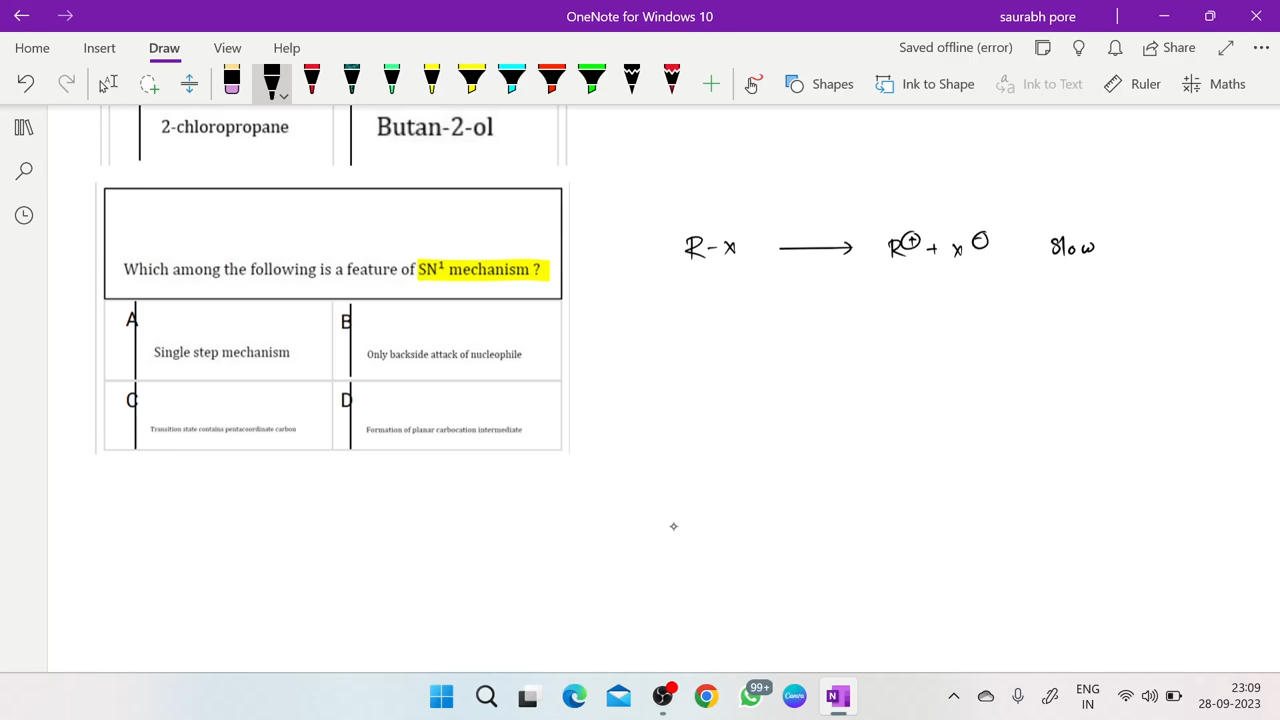 OneNote for Windows 10
saurabh pore
Home Insert Draw View Help
Saved offline (error)
Share
Shapes
Ink to Shape
Ink to Text
Ruler
Maths
2-chloropropane
Butan-2-ol
Which among the following is a feature of SN¹ mechanism ?
A
Single step mechanism
B
Only backside attack of nucleophile
C
Transition state contains pentacoordinate carbon
D
Formation of planar carbocation intermediate
R - x ⟶ R⊕ + x⊖ slow
99+
ENG
IN
23:09
28-09-2023